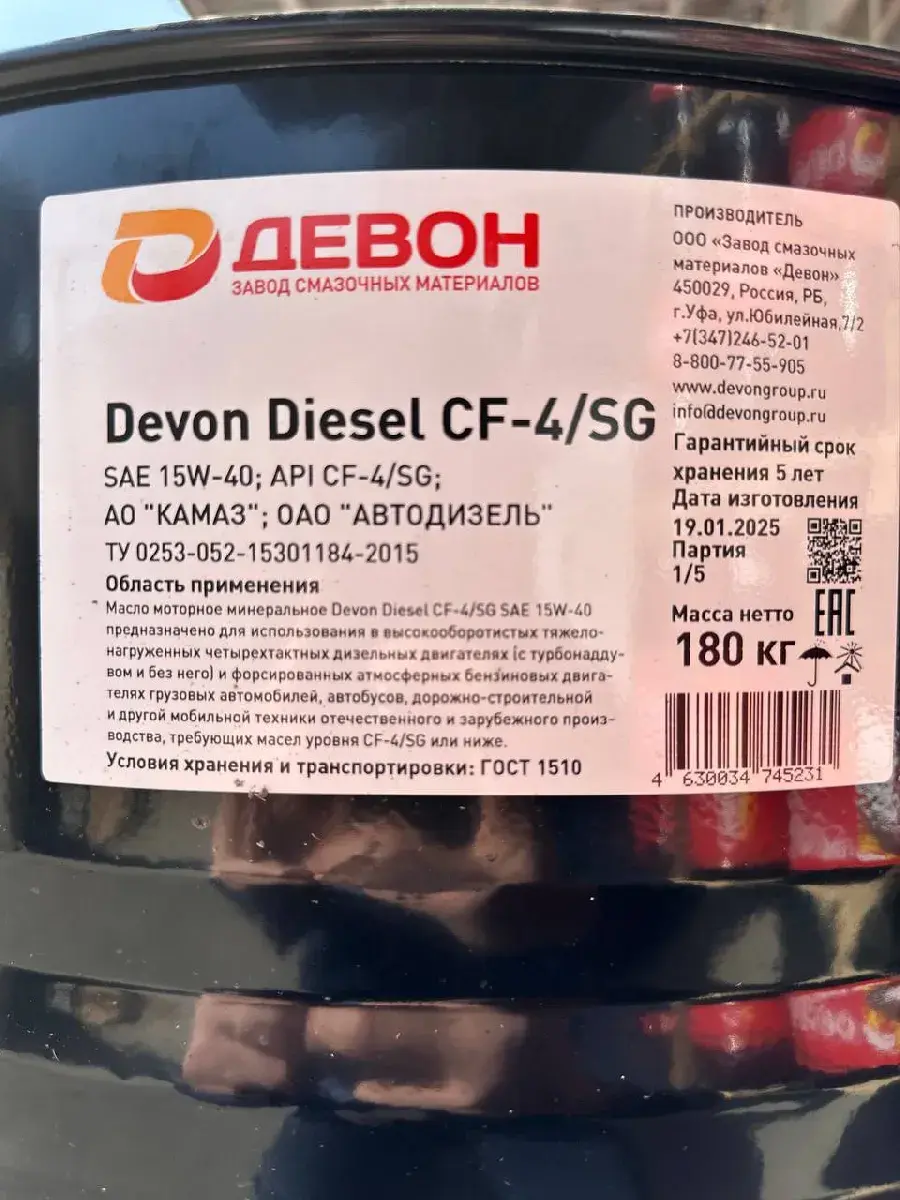 ДЕВОН
ЗАВОД СМАЗОЧНЫХ МАТЕРИАЛОВ
Devon Diesel CF-4/SG
SAE 15W-40; API CF-4/SG;
АО "КАМАЗ"; ОАО "АВТОДИЗЕЛЬ"
ТУ 0253-052-15301184-2015
Область применения
Масло моторное минеральное Devon Diesel CF-4/SG SAE 15W-40
предназначено для использования в высокооборотистых тяжело-
нагруженных четырехтактных дизельных двигателях (с турбонадду-
вом и без него) и форсированных атмосферных бензиновых двига-
телях грузовых автомобилей, автобусов, дорожно-строительной
и другой мобильной техники отечественного и зарубежного произ-
водства, требующих масел уровня CF-4/SG или ниже.
Условия хранения и транспортировки: ГОСТ 1510
ПРОИЗВОДИТЕЛЬ
ООО «Завод смазочных
материалов «Девон»
450029, Россия, РБ,
г.Уфа, ул.Юбилейная,7/2
+7(347)246-52-01
8-800-77-55-905
www.devongroup.ru
info@devongroup.ru
Гарантийный срок
хранения 5 лет
Дата изготовления
19.01.2025
Партия
1/5
EAC
Масса нетто
180 кг
4 630034 745231